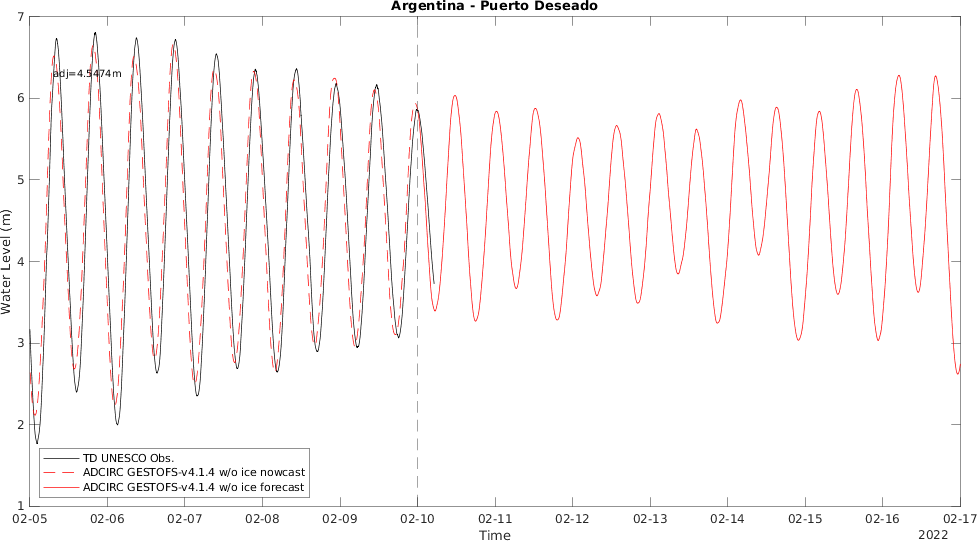 Argentina - Puerto Deseado
7
6
5
4
3
2
1
Water Level (m)
adj=4.5474m
TD UNESCO Obs.
ADCIRC GESTOFS-v4.1.4 w/o ice nowcast
ADCIRC GESTOFS-v4.1.4 w/o ice forecast
02-05 02-06 02-07 02-08 02-09 02-10 02-11 02-12 02-13 02-14 02-15 02-16 02-17
Time
2022